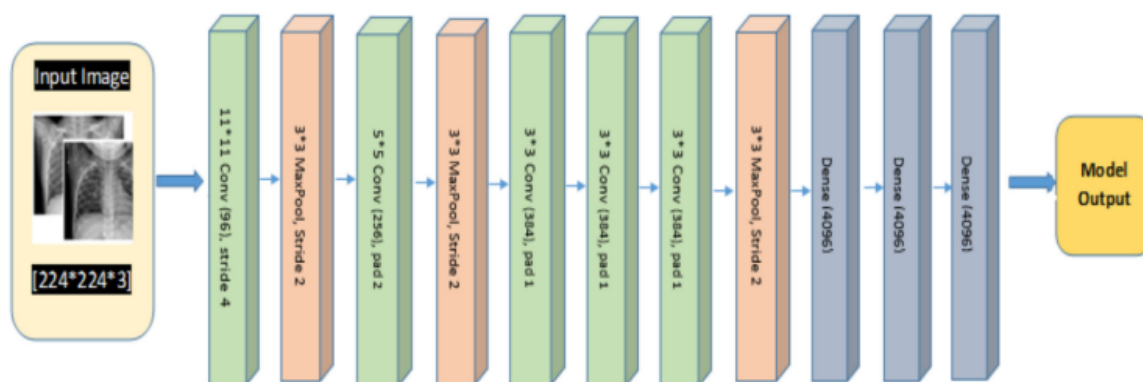 Input Image
[224*224*3]
11*11 Conv (96), stride 4
3*3 MaxPool, Stride 2
5*5 Conv (256), pad 2
3*3 MaxPool, Stride 2
3*3 Conv (384), pad 1
3*3 Conv (384), pad 1
3*3 Conv (384), pad 1
3*3 MaxPool, Stride 2
Dense (4096)
Dense (4096)
Dense (4096)
Model
Output